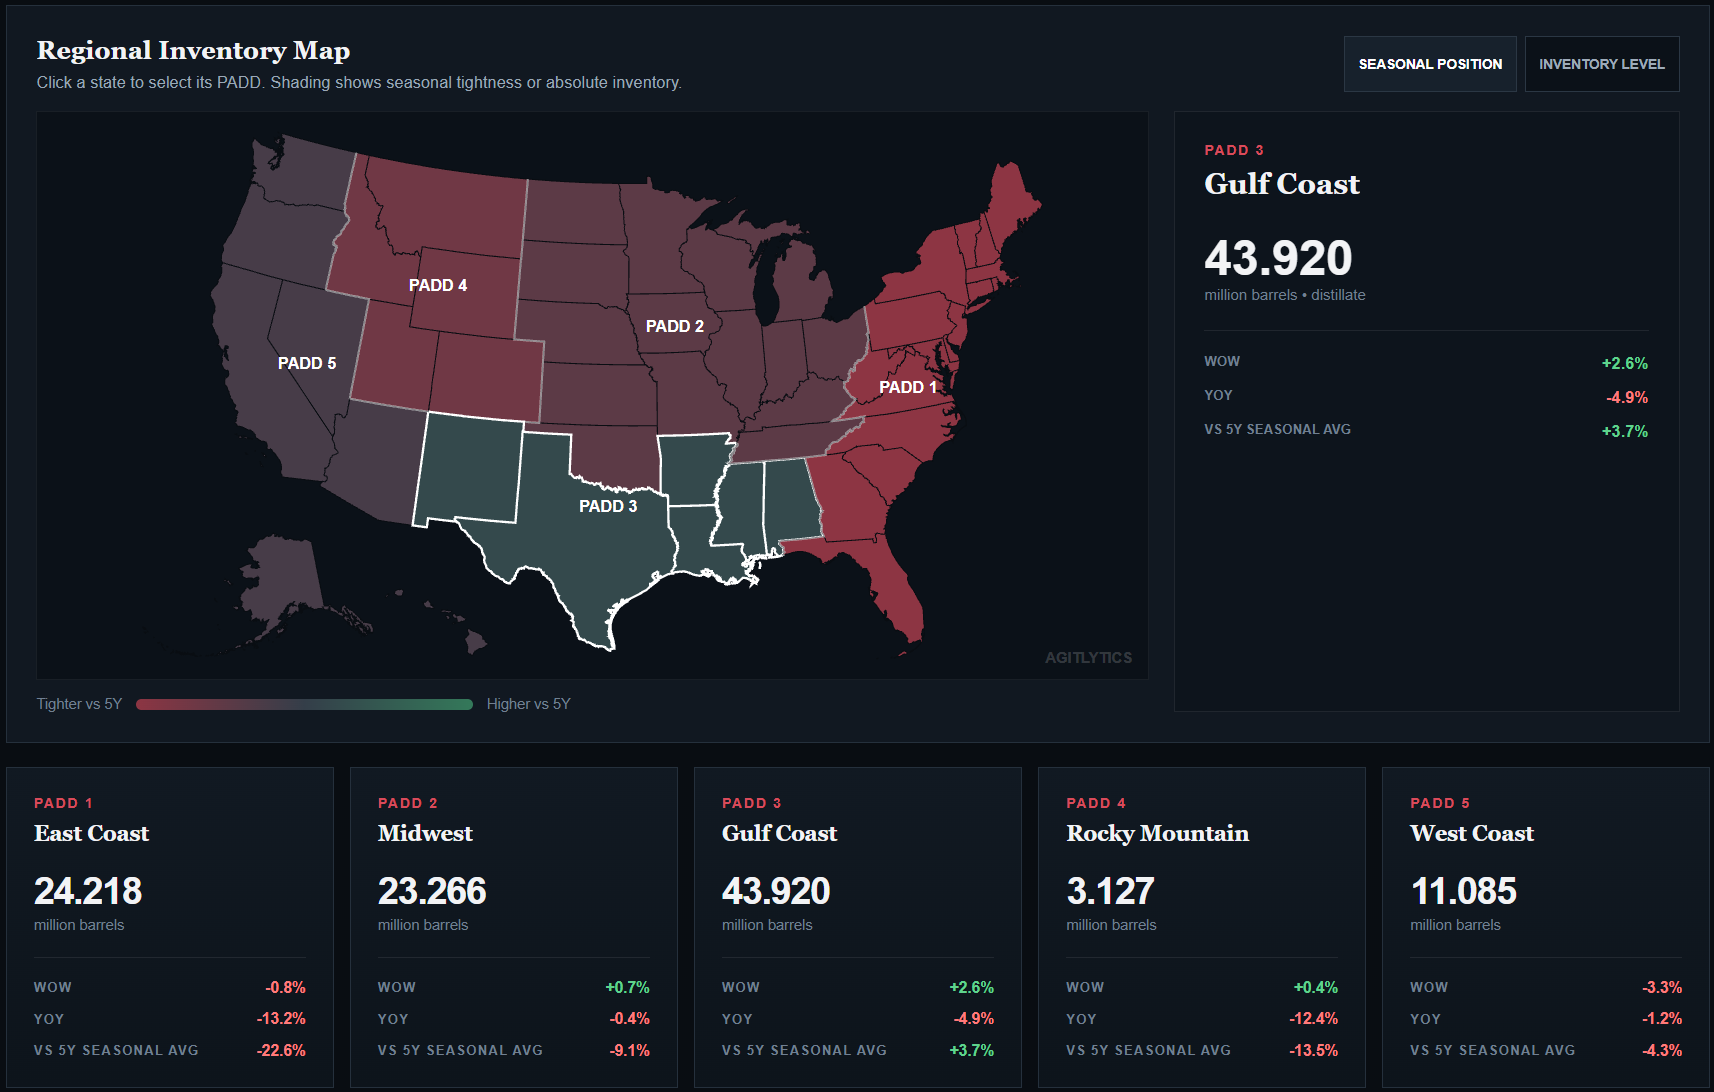 Regional Inventory Map
Click a state to select its PADD. Shading shows seasonal tightness or absolute inventory.
SEASONAL POSITION
INVENTORY LEVEL
PADD 4
PADD 2
PADD 5
PADD 1
PADD 3
AGITLYTICS
Tighter vs 5Y
Higher vs 5Y
PADD 3
Gulf Coast
43.920
million barrels • distillate
WOW +2.6%
YOY -4.9%
VS 5Y SEASONAL AVG +3.7%
PADD 1
East Coast
24.218
million barrels
WOW -0.8%
YOY -13.2%
VS 5Y SEASONAL AVG -22.6%
PADD 2
Midwest
23.266
million barrels
WOW +0.7%
YOY -0.4%
VS 5Y SEASONAL AVG -9.1%
PADD 3
Gulf Coast
43.920
million barrels
WOW +2.6%
YOY -4.9%
VS 5Y SEASONAL AVG +3.7%
PADD 4
Rocky Mountain
3.127
million barrels
WOW +0.4%
YOY -12.4%
VS 5Y SEASONAL AVG -13.5%
PADD 5
West Coast
11.085
million barrels
WOW -3.3%
YOY -1.2%
VS 5Y SEASONAL AVG -4.3%